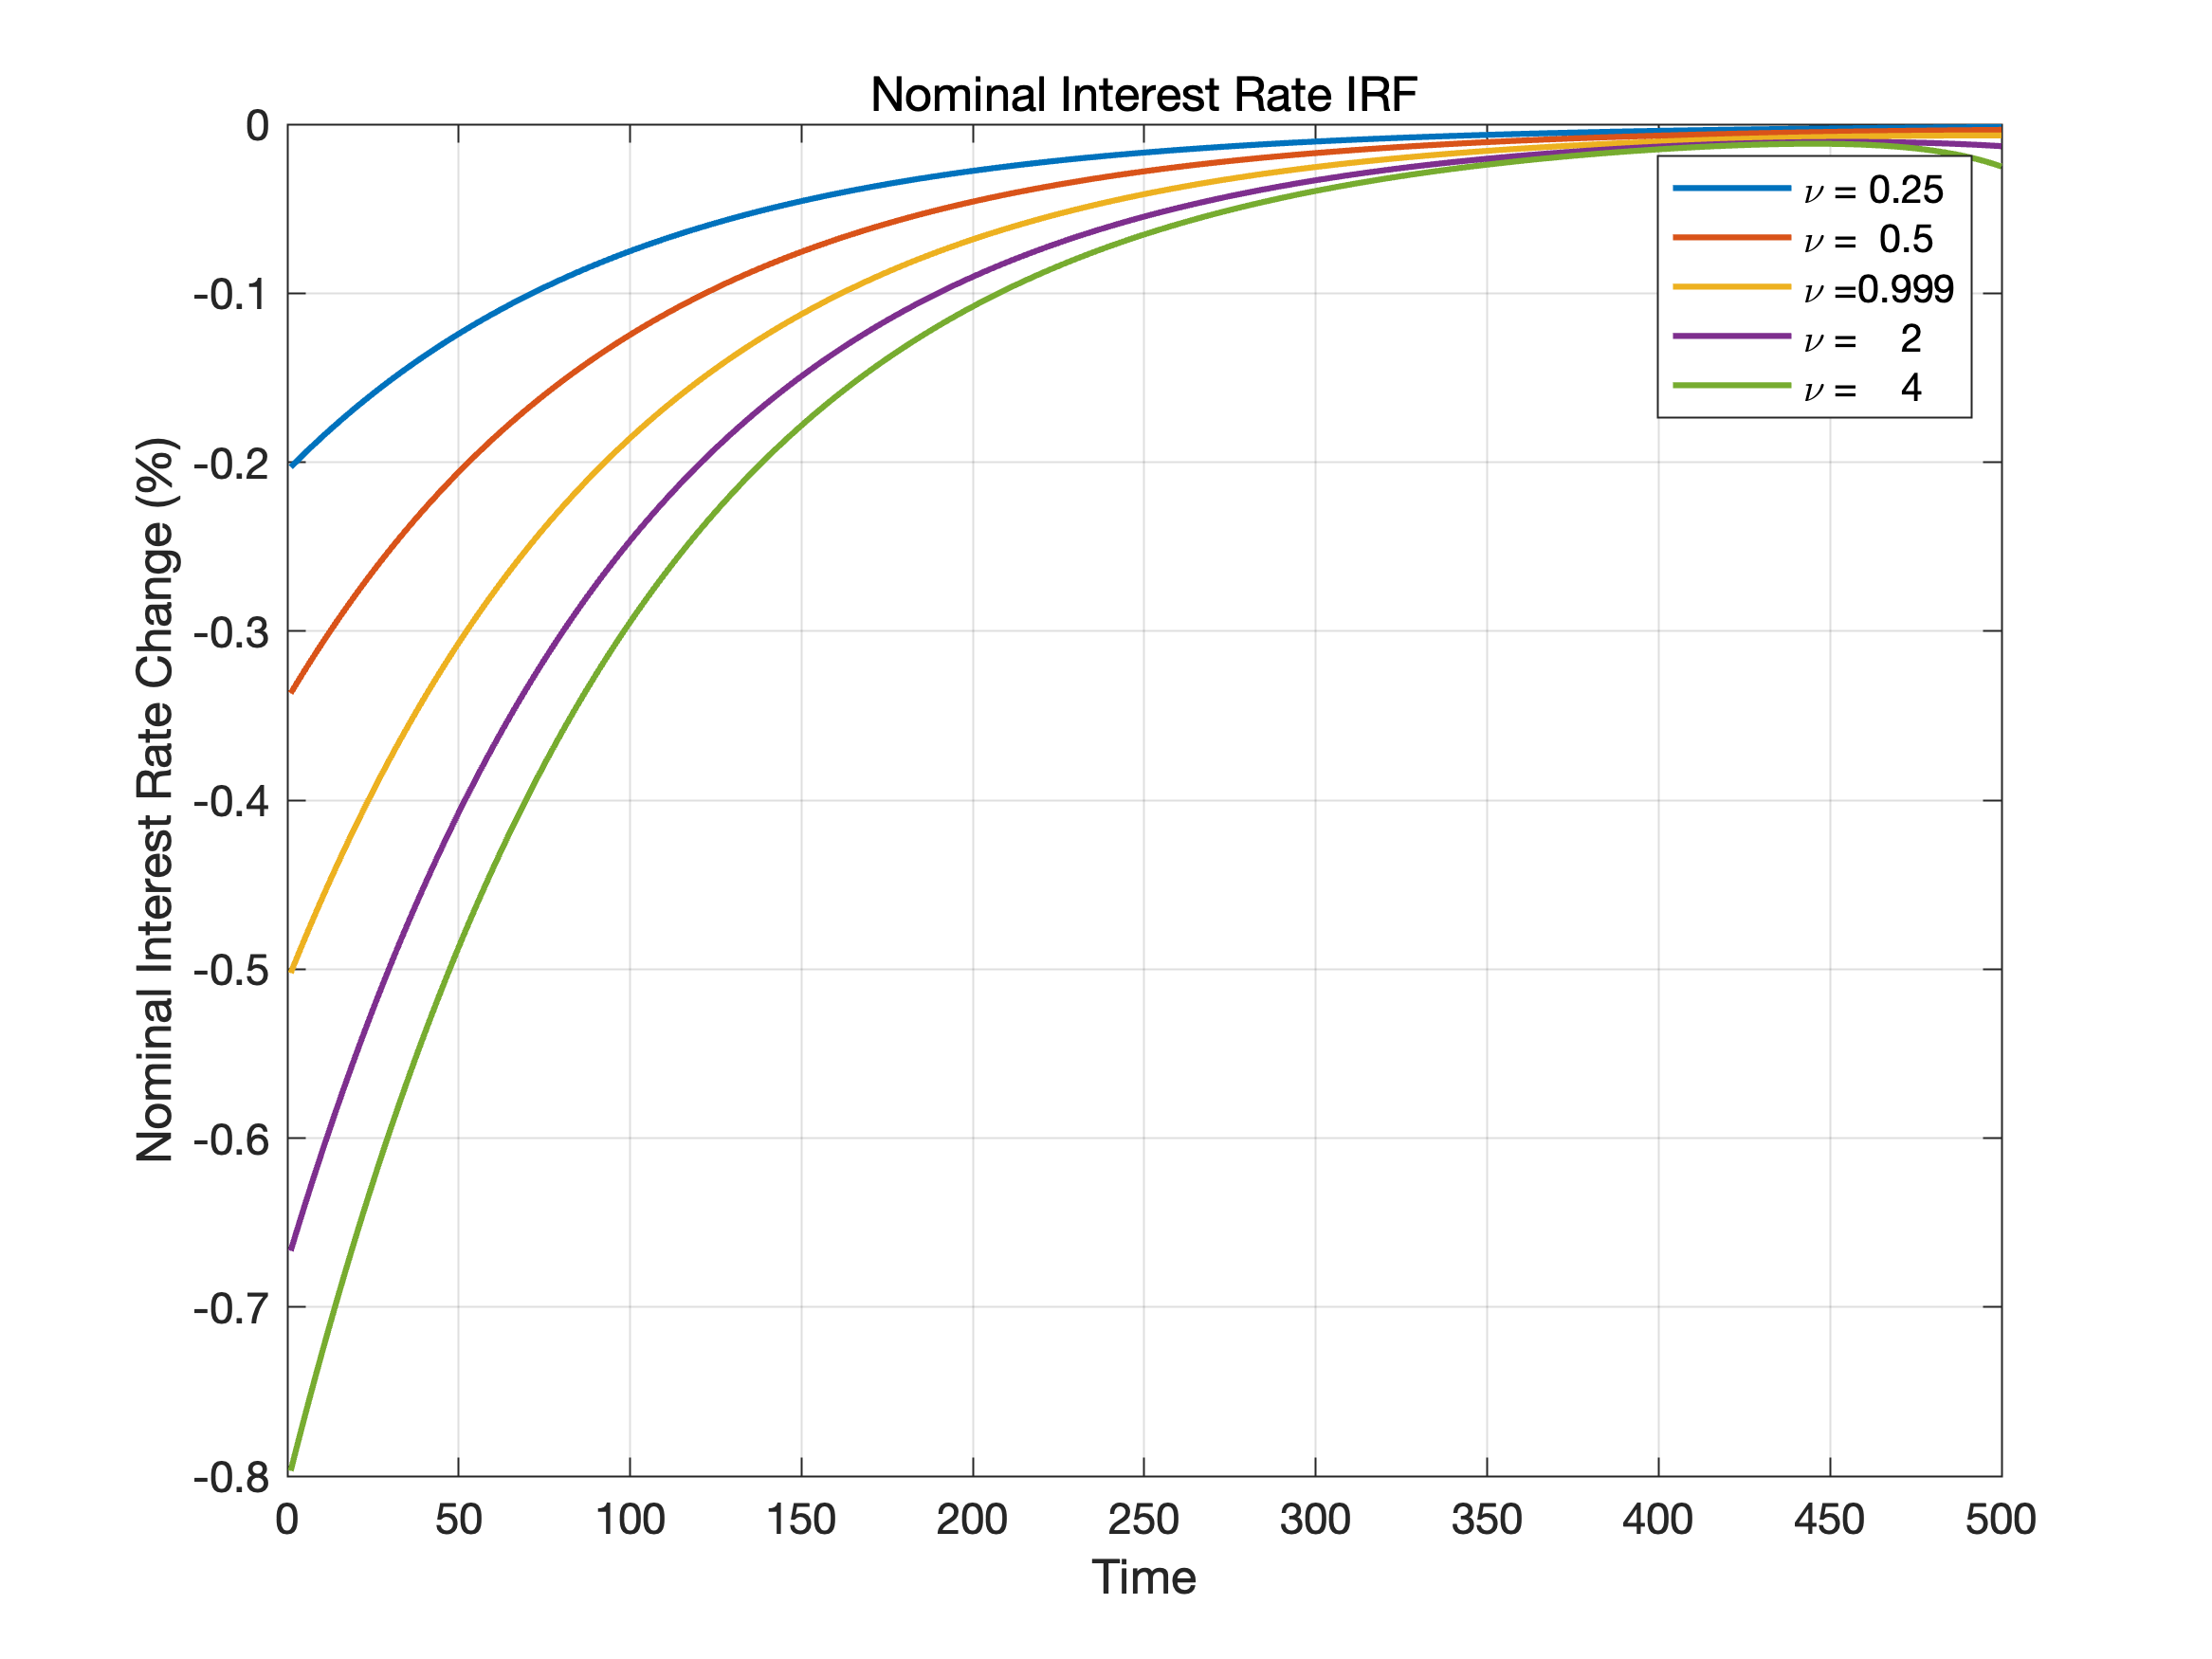 Nominal Interest Rate IRF
Nominal Interest Rate Change (%)
0
-0.1
-0.2
-0.3
-0.4
-0.5
-0.6
-0.7
-0.8
ν = 0.25
ν = 0.5
ν =0.999
ν = 2
ν = 4
0 50 100 150 200 250 300 350 400 450 500
Time